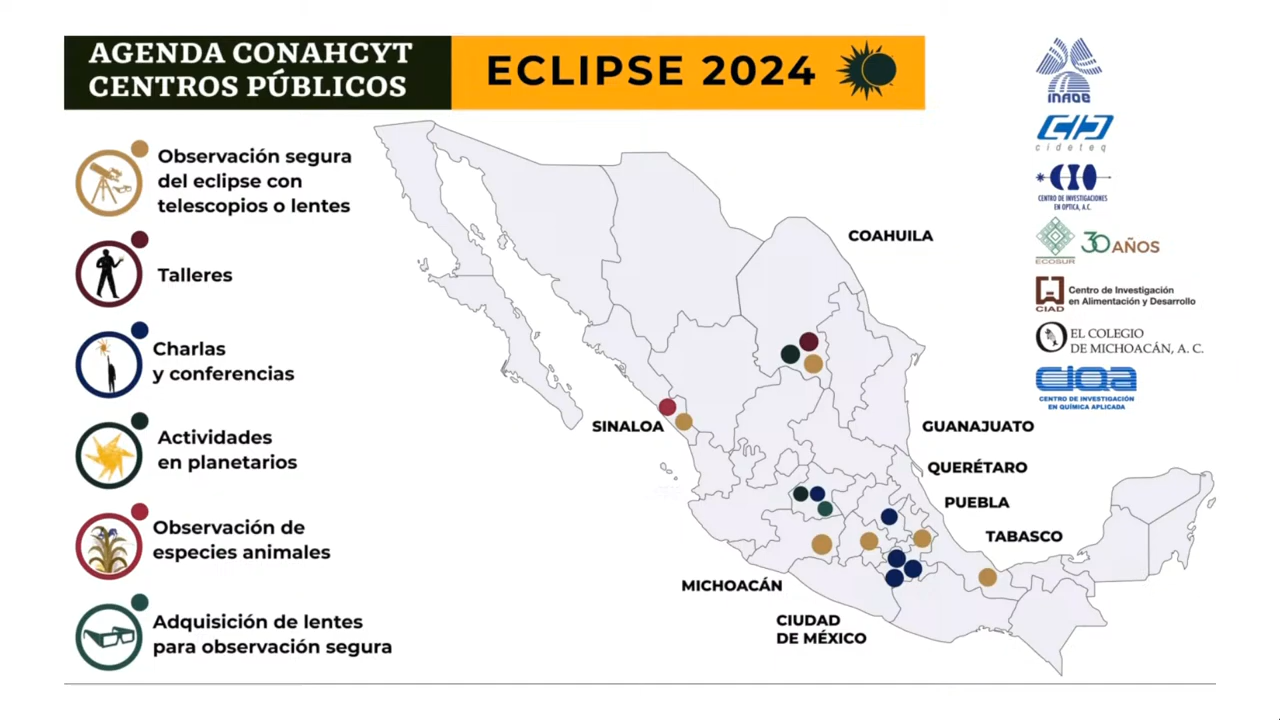 AGENDA CONAHCYT
CENTROS PÚBLICOS
ECLIPSE 2024
Observación segura
del eclipse con
telescopios o lentes
Talleres
Charlas
y conferencias
Actividades
en planetarios
Observación de
especies animales
Adquisición de lentes
para observación segura
COAHUILA
SINALOA
GUANAJUATO
QUERÉTARO
PUEBLA
TABASCO
MICHOACÁN
CIUDAD
DE MÉXICO
INAOE
cideteq
CIO
CENTRO DE INVESTIGACIONES
EN OPTICA, A.C.
ECOSUR
30 AÑOS
CIAD
Centro de Investigación
en Alimentación y Desarrollo
EL COLEGIO
DE MICHOACÁN, A. C.
CIQA
CENTRO DE INVESTIGACIÓN
EN QUÍMICA APLICADA